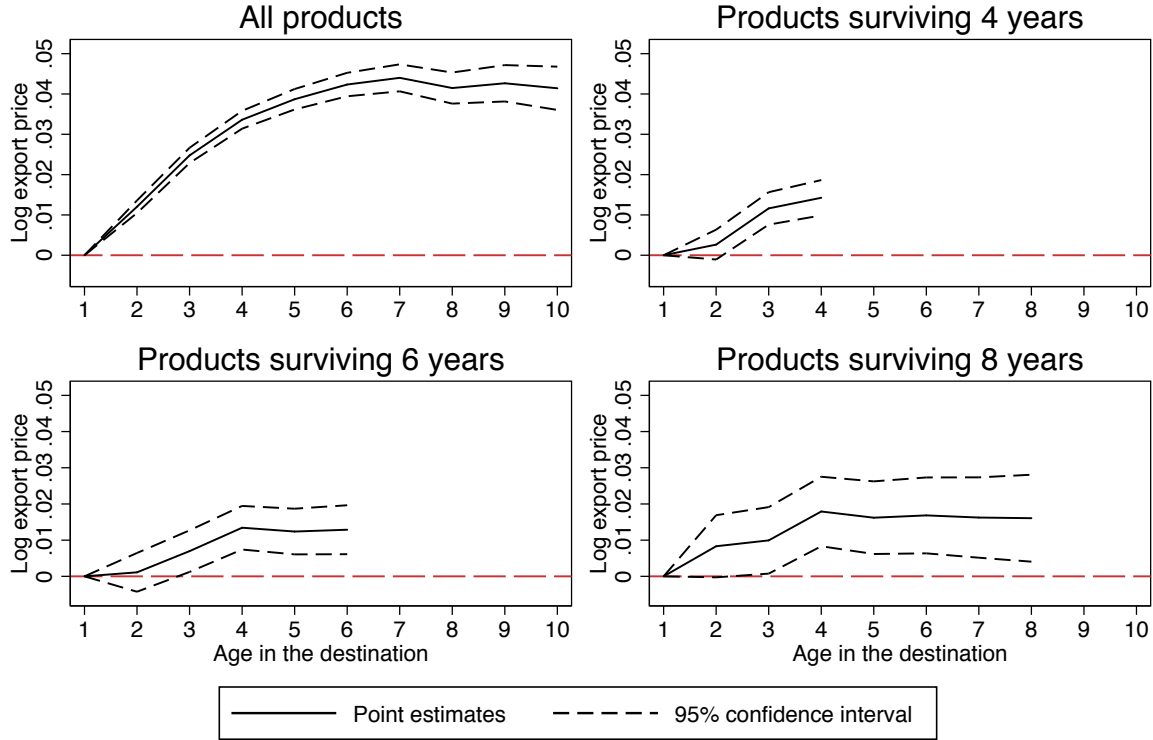 All products
Log export price
0 .01 .02 .03 .04 .05
1 2 3 4 5 6 7 8 9 10
Products surviving 4 years
Log export price
0 .01 .02 .03 .04 .05
1 2 3 4 5 6 7 8 9 10
Products surviving 6 years
Log export price
0 .01 .02 .03 .04 .05
1 2 3 4 5 6 7 8 9 10
Age in the destination
Products surviving 8 years
Log export price
0 .01 .02 .03 .04 .05
1 2 3 4 5 6 7 8 9 10
Age in the destination
Point estimates
95% confidence interval